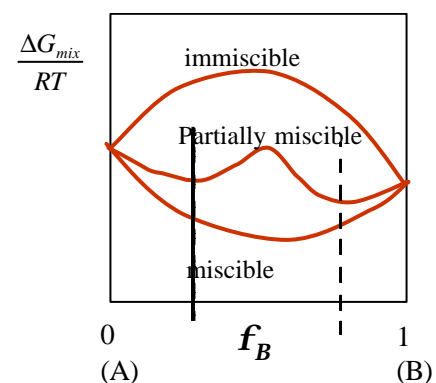 ΔG_mix
RT
immiscible
Partially miscible
miscible
0
f_B
1
(A)
(B)